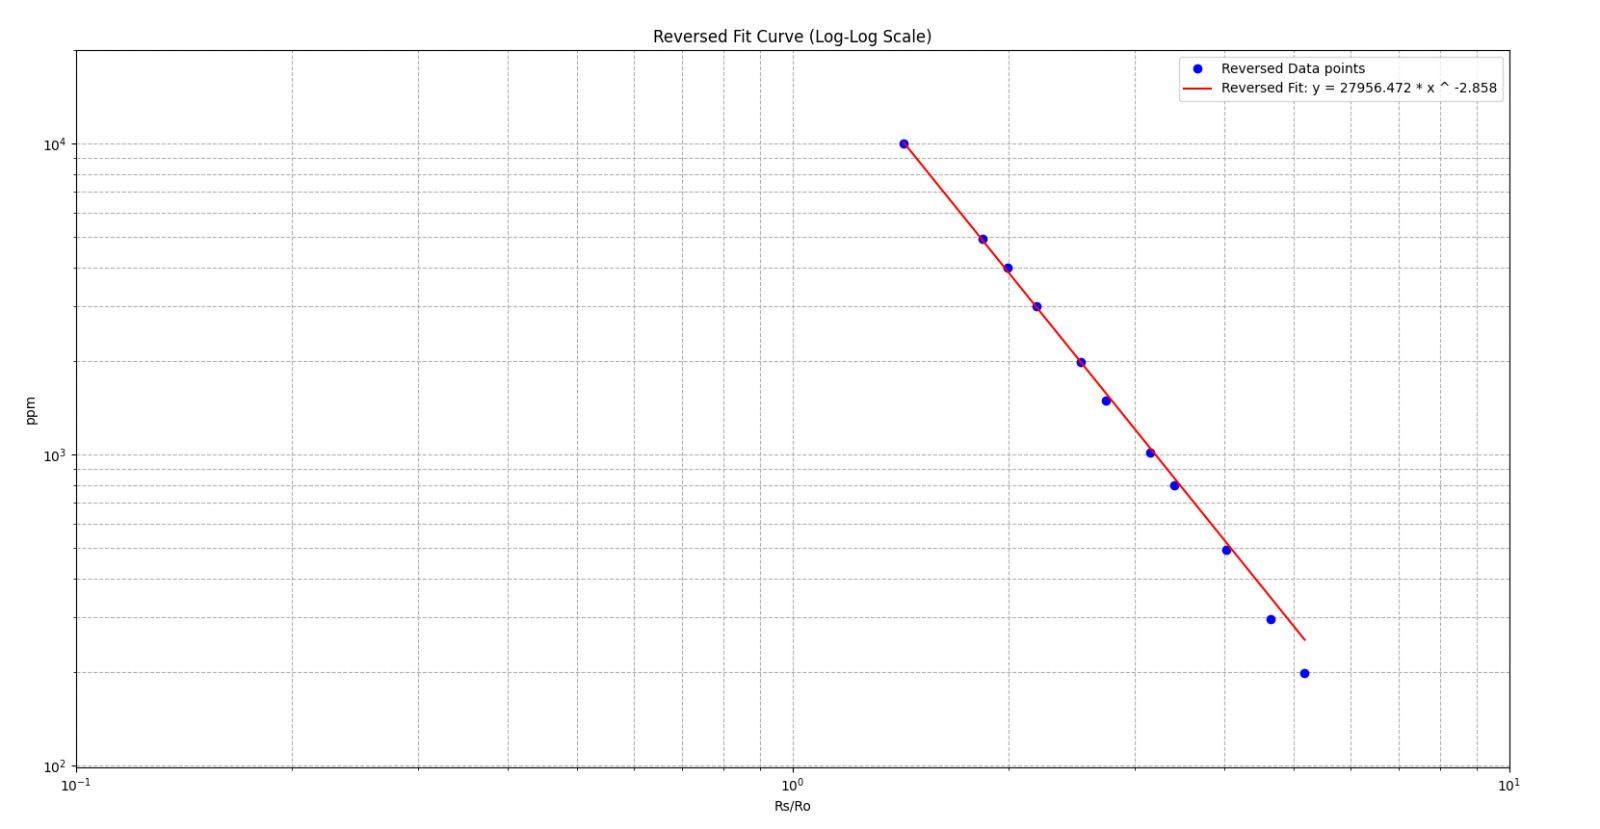 Reversed Fit Curve (Log-Log Scale)
Reversed Data points
Reversed Fit: y = 27956.472 * x ^ -2.858
10^4
10^3
10^2
ppm
10^-1
10^0
10^1
Rs/Ro